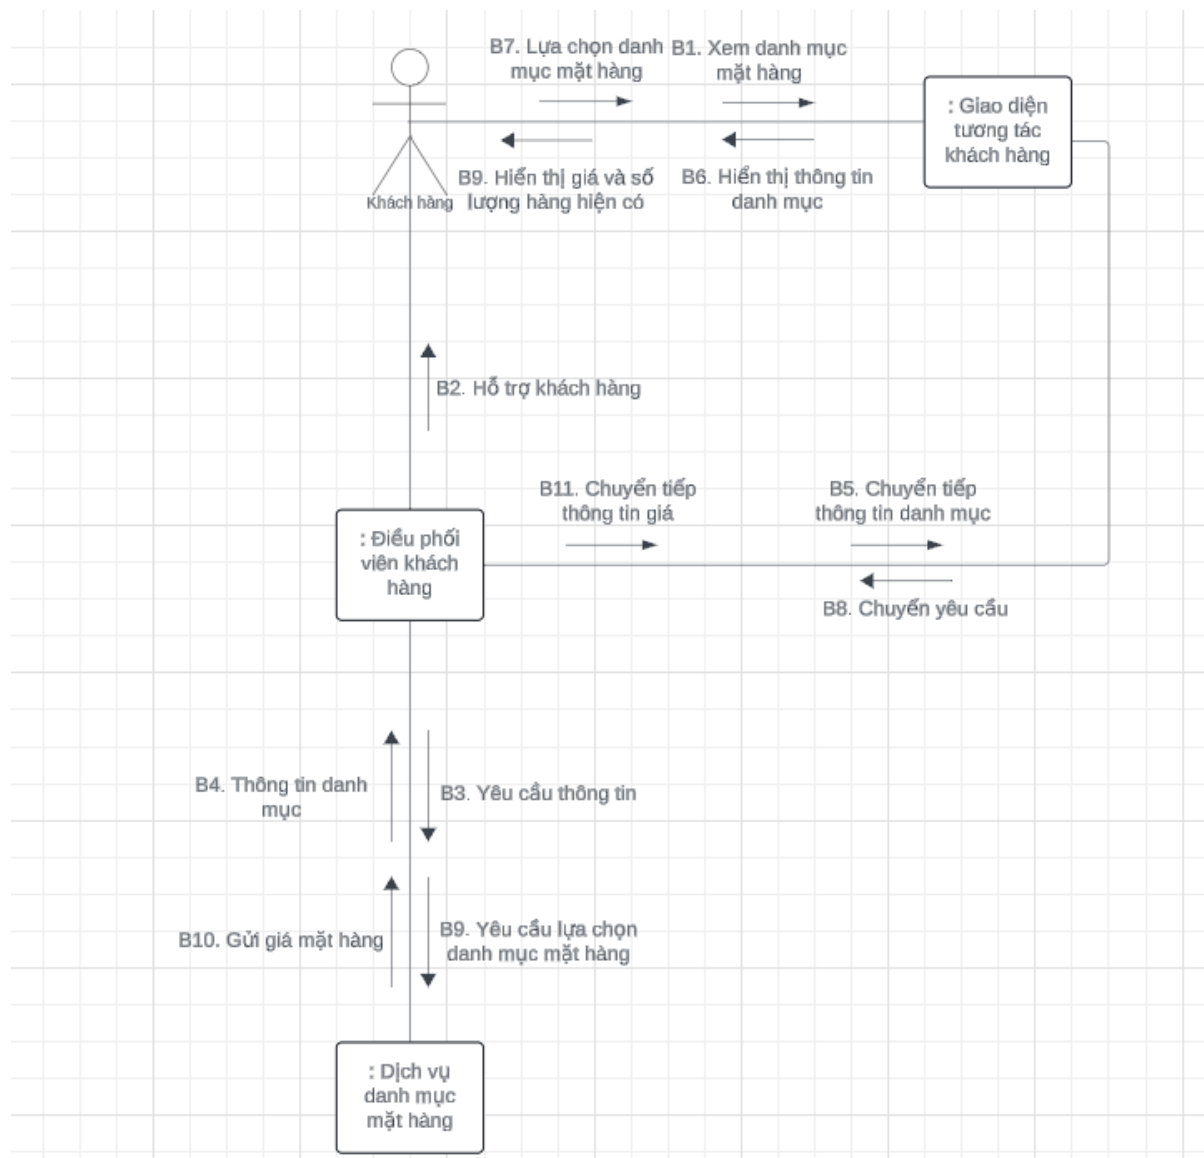 B7. Lựa chọn danh
mục mặt hàng
B1. Xem danh mục
mặt hàng
: Giao diện
tương tác
khách hàng
B9. Hiển thị giá và số
lượng hàng hiện có
B6. Hiển thị thông tin
danh mục
Khách hàng
B2. Hỗ trợ khách hàng
B11. Chuyển tiếp
thông tin giá
B5. Chuyển tiếp
thông tin danh mục
: Điều phối
viên khách
hàng
B8. Chuyển yêu cầu
B4. Thông tin danh
mục
B3. Yêu cầu thông tin
B10. Gửi giá mặt hàng
B9. Yêu cầu lựa chọn
danh mục mặt hàng
: Dịch vụ
danh mục
mặt hàng